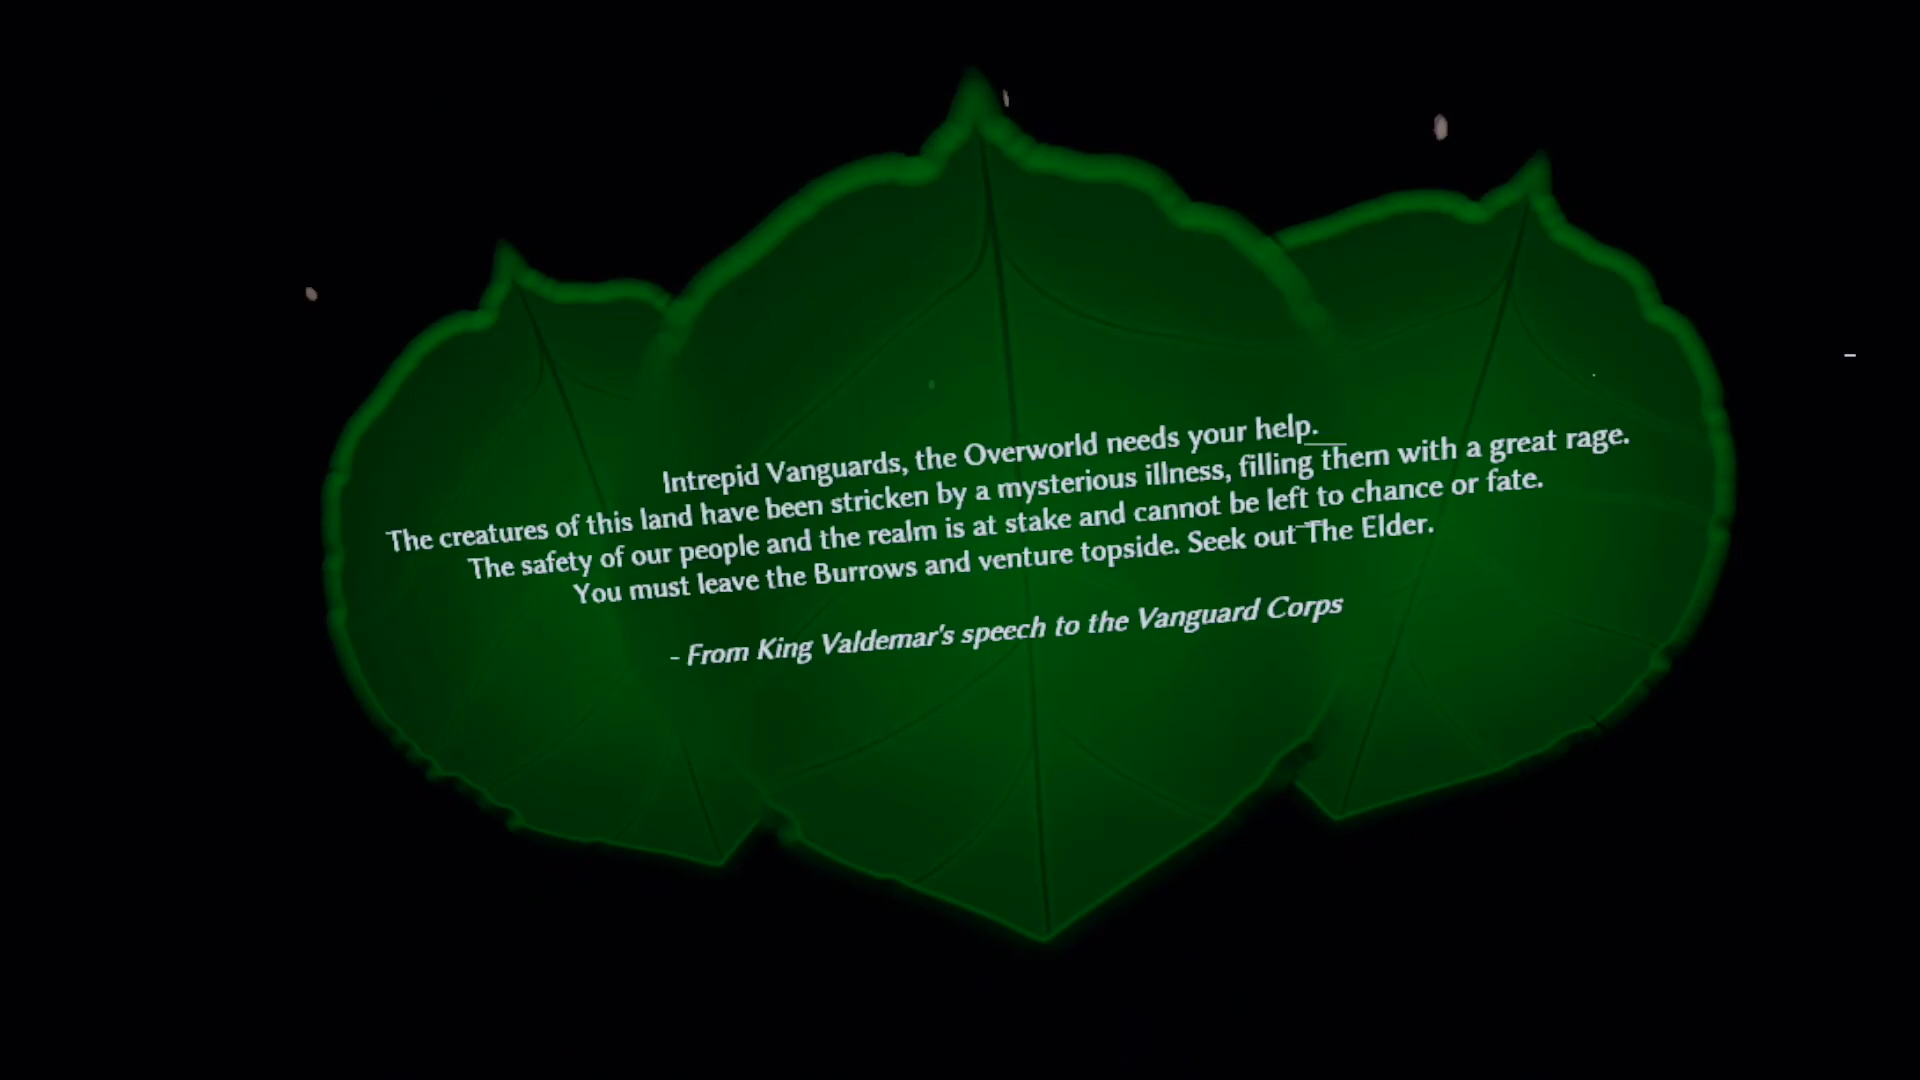 Intrepid Vanguards, the Overworld needs your help.
The creatures of this land have been stricken by a mysterious illness, filling them with a great rage.
The safety of our people and the realm is at stake and cannot be left to chance or fate.
You must leave the Burrows and venture topside. Seek out The Elder.
- From King Valdemar's speech to the Vanguard Corps